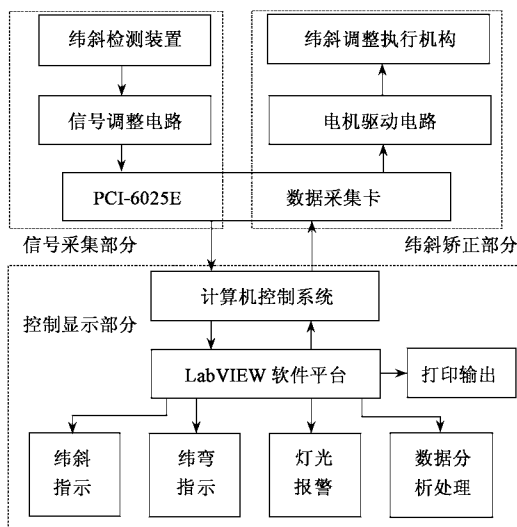 纬斜检测装置
纬斜调整执行机构
信号调整电路
电机驱动电路
PCI-6025E
数据采集卡
信号采集部分
纬斜矫正部分
计算机控制系统
控制显示部分
LabVIEW 软件平台
打印输出
纬斜
指示
纬弯
指示
灯光
报警
数据分
析处理